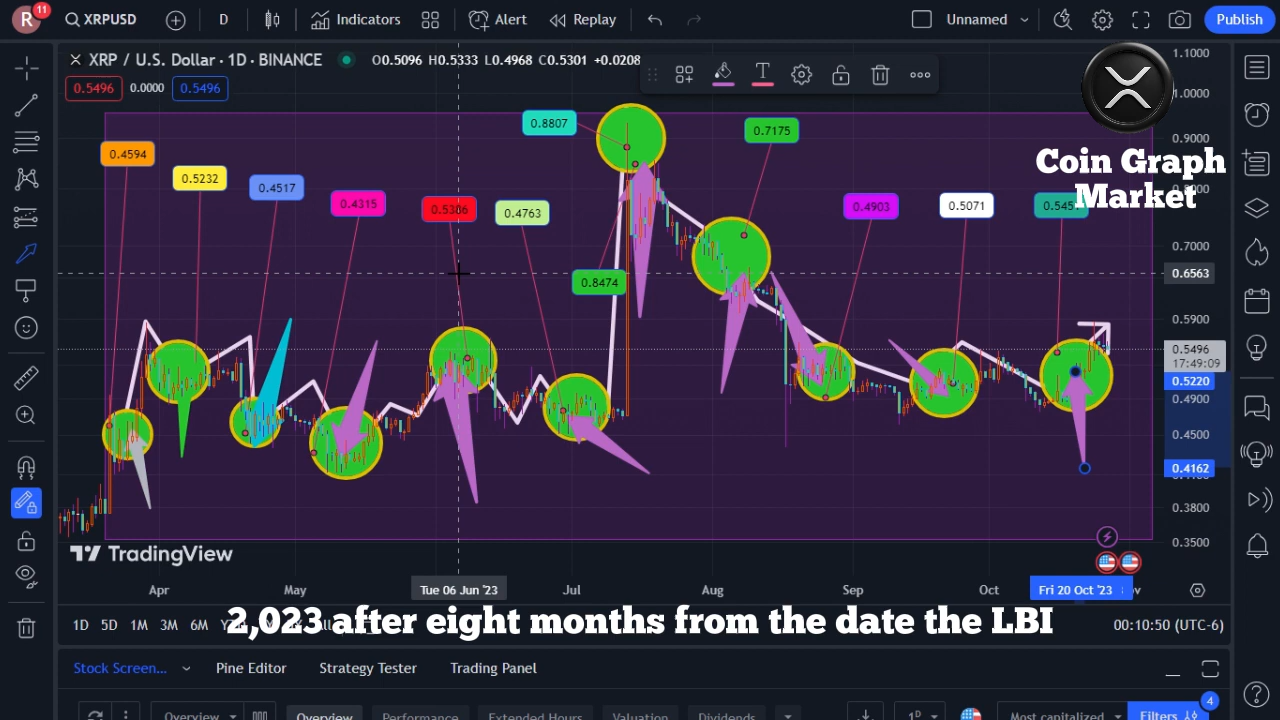 R 11 XRPUSD D Indicators Alert Replay Unnamed Publish
XRP / U.S. Dollar · 1D · BINANCE O0.5096 H0.5333 L0.4968 C0.5301 +0.0208
0.5496 0.0000 0.5496
T
Coin Graph
Market
0.4594
0.5232
0.4517
0.4315
0.5306
0.4763
0.8807
0.8474
0.7175
0.4903
0.5071
1.1000
1.0000
0.9000
0.7000
0.6563
0.5900
0.5496
17:49:09
0.5220
0.4900
0.4500
0.4162
0.3800
0.3500
TradingView
Apr May Tue 06 Jun '23 Jul Aug Sep Oct Fri 20 Oct '23
2,023 after eight months from the date the LBI
1D 5D 1M 3M 6M 00:10:50 (UTC-6)
Stock Screen... Pine Editor Strategy Tester Trading Panel
4
Overview Overview Performance Extended Hours Valuation Dividends 1D Most capitalized Filters